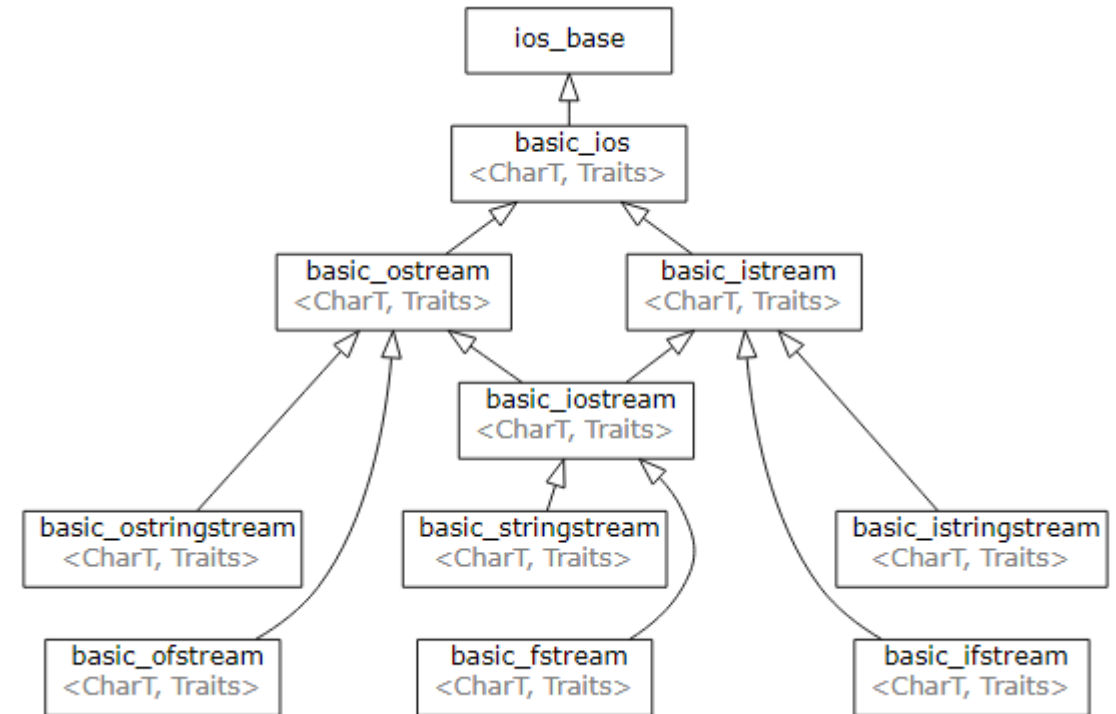 ios_base
basic_ios
<CharT, Traits>
basic_ostream
<CharT, Traits>
basic_istream
<CharT, Traits>
basic_iostream
<CharT, Traits>
basic_ostringstream
<CharT, Traits>
basic_stringstream
<CharT, Traits>
basic_istringstream
<CharT, Traits>
basic_ofstream
<CharT, Traits>
basic_fstream
<CharT, Traits>
basic_ifstream
<CharT, Traits>